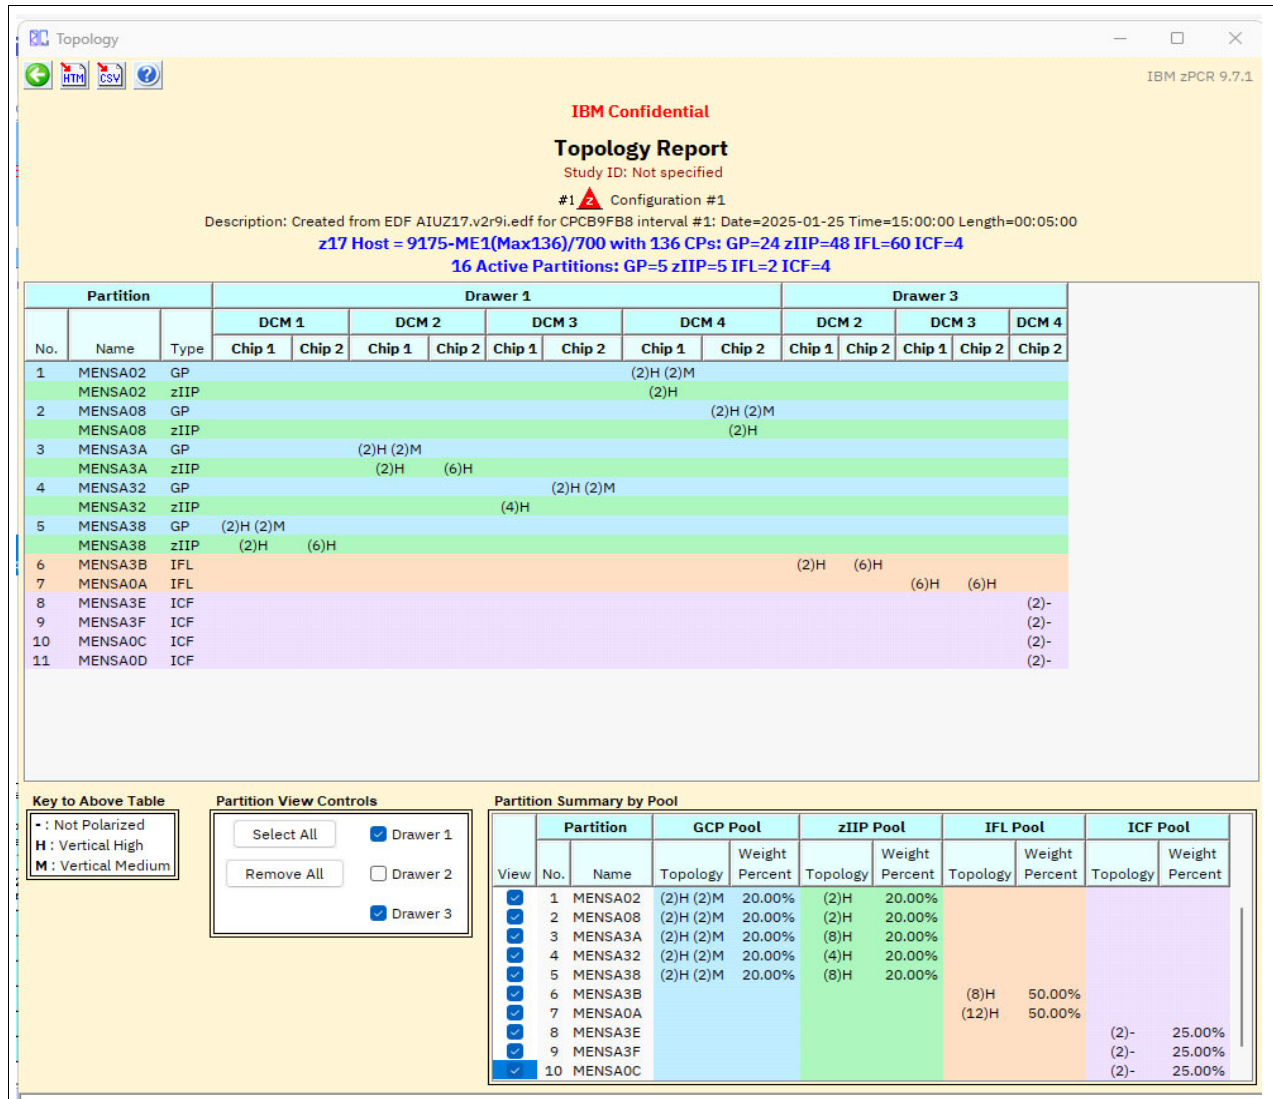 Topology
HTM CSV ?
IBM zPCR 9.7.1
IBM Confidential
Topology Report
Study ID: Not specified
#1 z Configuration #1
Description: Created from EDF AIUZ17.v2r9i.edf for CPCB9FB8 interval #1: Date=2025-01-25 Time=15:00:00 Length=00:05:00
z17 Host = 9175-ME1(Max136)/700 with 136 CPs: GP=24 zIIP=48 IFL=60 ICF=4
16 Active Partitions: GP=5 zIIP=5 IFL=2 ICF=4
Partition Drawer 1 Drawer 3
DCM 1 DCM 2 DCM 3 DCM 4 DCM 2 DCM 3 DCM 4
No. Name Type Chip 1 Chip 2 Chip 1 Chip 2 Chip 1 Chip 2 Chip 1 Chip 2 Chip 1 Chip 2 Chip 1 Chip 2 Chip 2
1 MENSA02 GP (2)H (2)M
MENSA02 zIIP (2)H
2 MENSA08 GP (2)H (2)M
MENSA08 zIIP (2)H
3 MENSA3A GP (2)H (2)M
MENSA3A zIIP (2)H (6)H
4 MENSA32 GP (2)H (2)M
MENSA32 zIIP (4)H
5 MENSA38 GP (2)H (2)M
MENSA38 zIIP (2)H (6)H
6 MENSA3B IFL (2)H (6)H
7 MENSA0A IFL (6)H (6)H
8 MENSA3E ICF (2)-
9 MENSA3F ICF (2)-
10 MENSA0C ICF (2)-
11 MENSA0D ICF (2)-
Key to Above Table
- : Not Polarized
H : Vertical High
M : Vertical Medium
Partition View Controls
Select All Drawer 1
Remove All Drawer 2
Drawer 3
Partition Summary by Pool
Partition GCP Pool zIIP Pool IFL Pool ICF Pool
View No. Name Topology Weight Percent Topology Weight Percent Topology Weight Percent Topology Weight Percent
1 MENSA02 (2)H (2)M 20.00% (2)H 20.00%
2 MENSA08 (2)H (2)M 20.00% (2)H 20.00%
3 MENSA3A (2)H (2)M 20.00% (8)H 20.00%
4 MENSA32 (2)H (2)M 20.00% (4)H 20.00%
5 MENSA38 (2)H (2)M 20.00% (8)H 20.00%
6 MENSA3B (8)H 50.00%
7 MENSA0A (12)H 50.00%
8 MENSA3E (2)- 25.00%
9 MENSA3F (2)- 25.00%
10 MENSA0C (2)- 25.00%